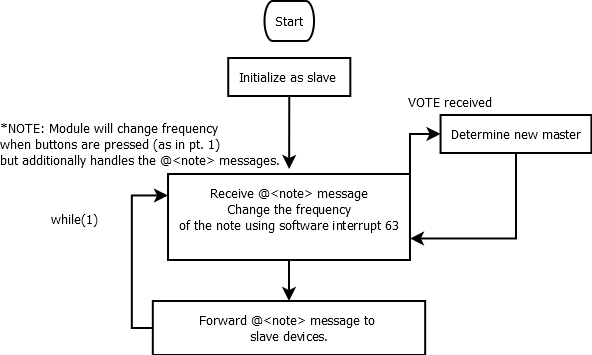 Start
Initialize as slave
VOTE received
*NOTE: Module will change frequency
when buttons are pressed (as in pt. 1)
but additionally handles the @<note> messages.
Determine new master
Receive @<note> message
Change the frequency
of the note using software interrupt 63
while(1)
Forward @<note> message to
slave devices.